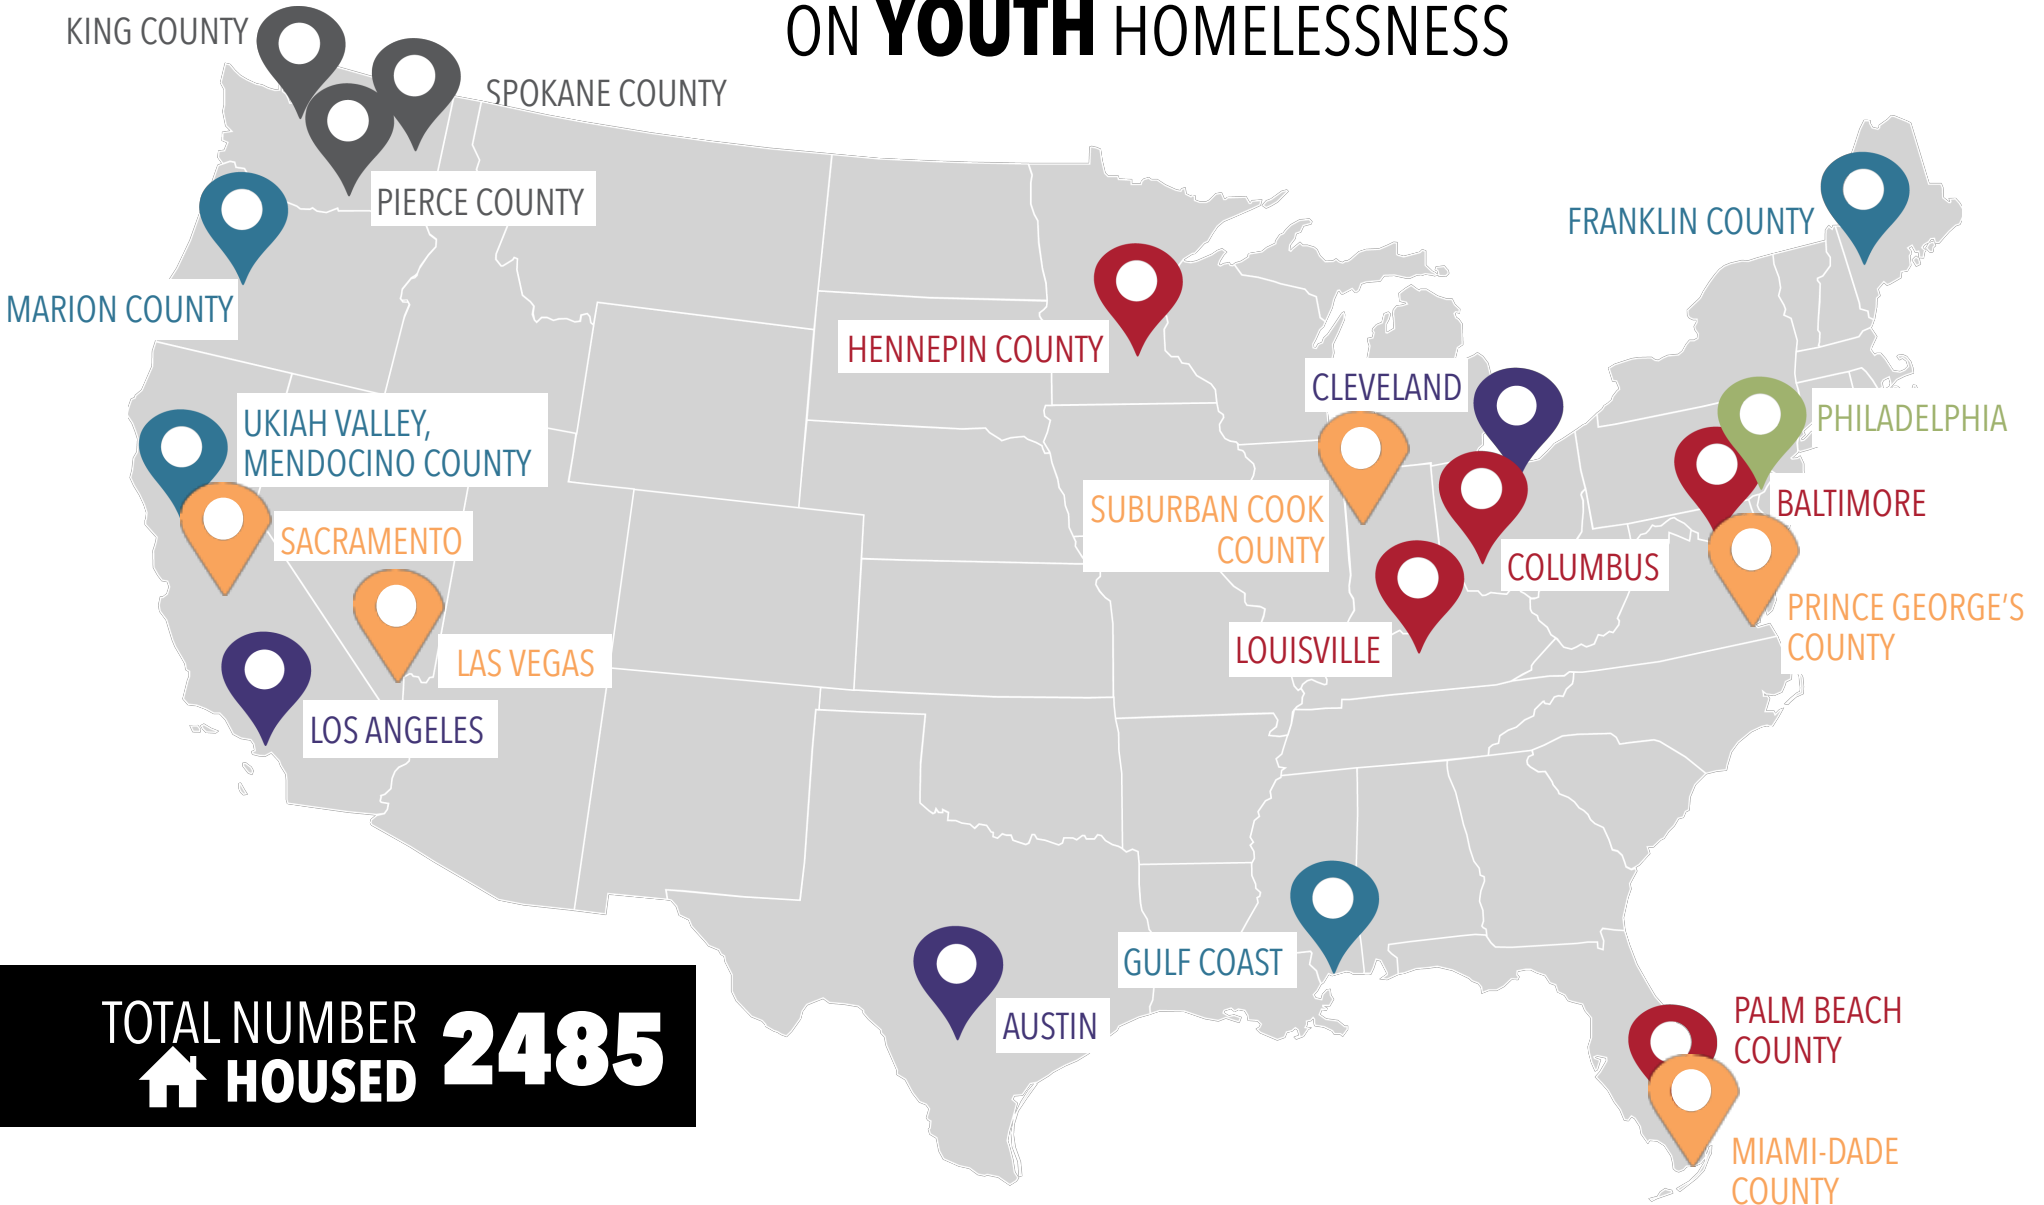 ON YOUTH HOMELESSNESS
KING COUNTY
SPOKANE COUNTY
PIERCE COUNTY
FRANKLIN COUNTY
MARION COUNTY
HENNEPIN COUNTY
CLEVELAND
UKIAH VALLEY,
MENDOCINO COUNTY
PHILADELPHIA
SUBURBAN COOK
COUNTY
BALTIMORE
SACRAMENTO
COLUMBUS
PRINCE GEORGE'S
COUNTY
LOUISVILLE
LAS VEGAS
LOS ANGELES
GULF COAST
AUSTIN
PALM BEACH
COUNTY
MIAMI-DADE
COUNTY
TOTAL NUMBER
HOUSED 2485